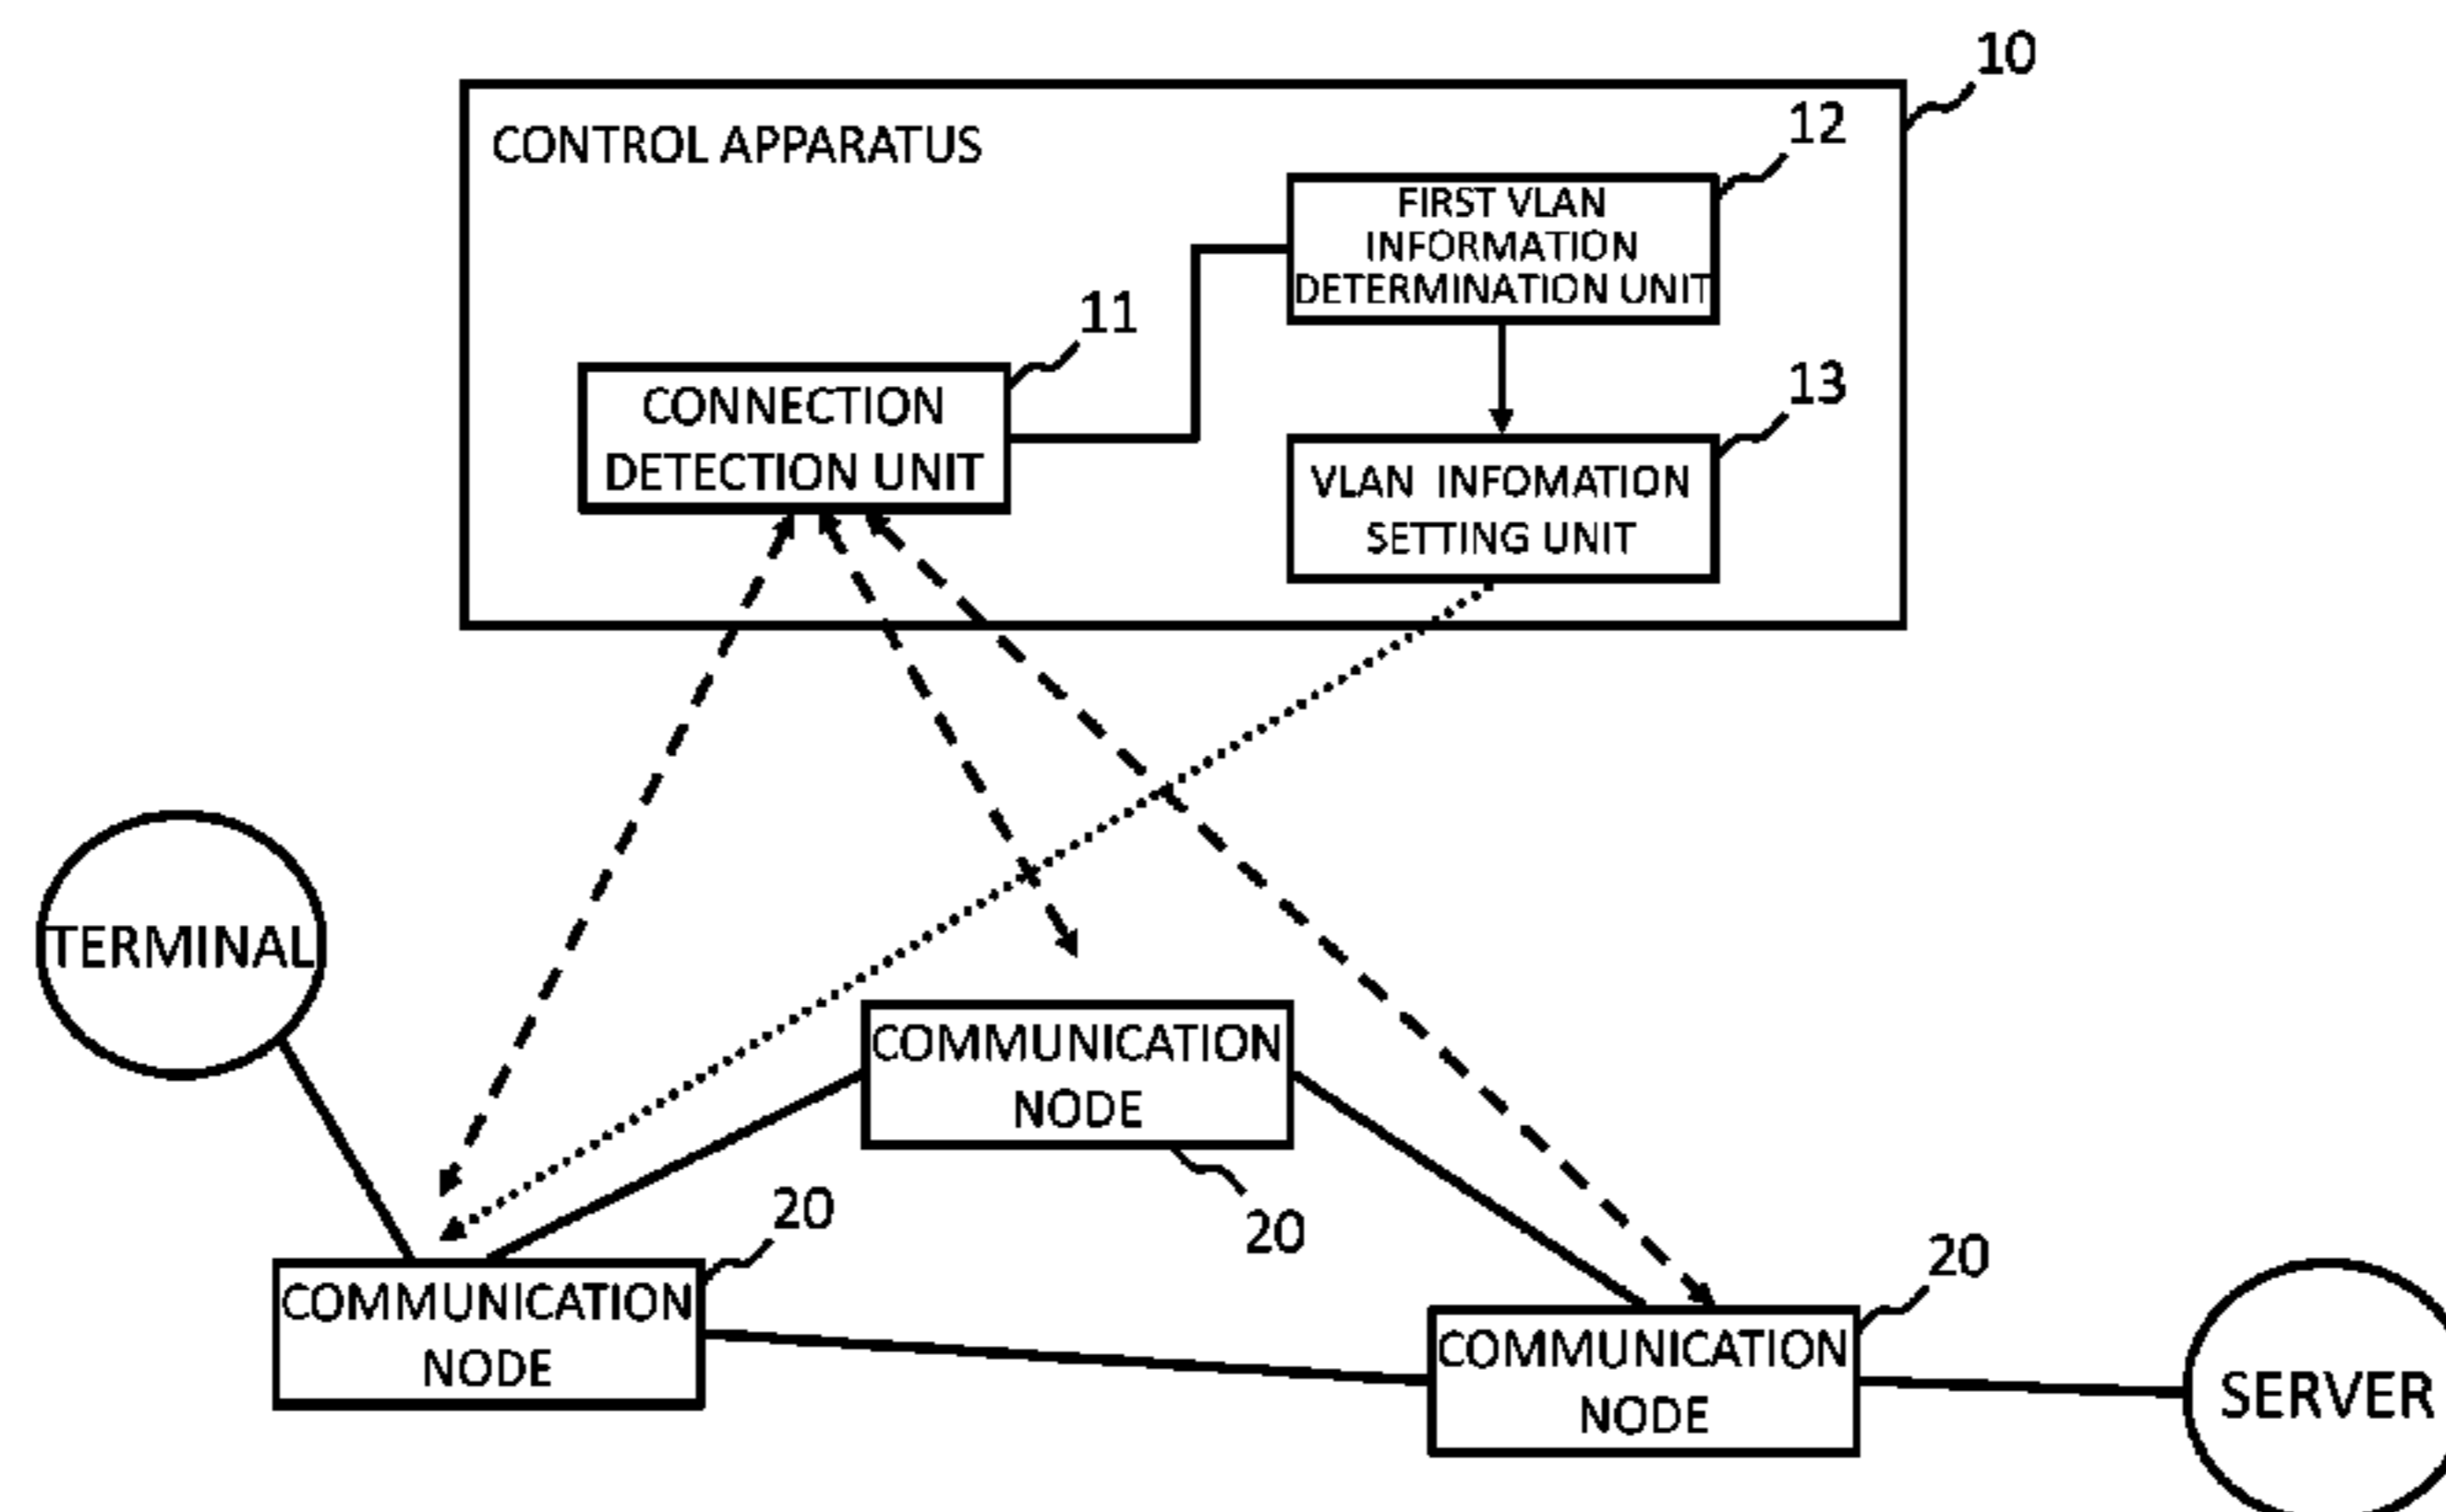 10
CONTROL APPARATUS
12
FIRST VLAN
INFORMATION
DETERMINATION UNIT
11
CONNECTION
DETECTION UNIT
13
VLAN INFOMATION
SETTING UNIT
TERMINAL
COMMUNICATION
NODE
20
COMMUNICATION
NODE
20
COMMUNICATION
NODE
20
SERVER